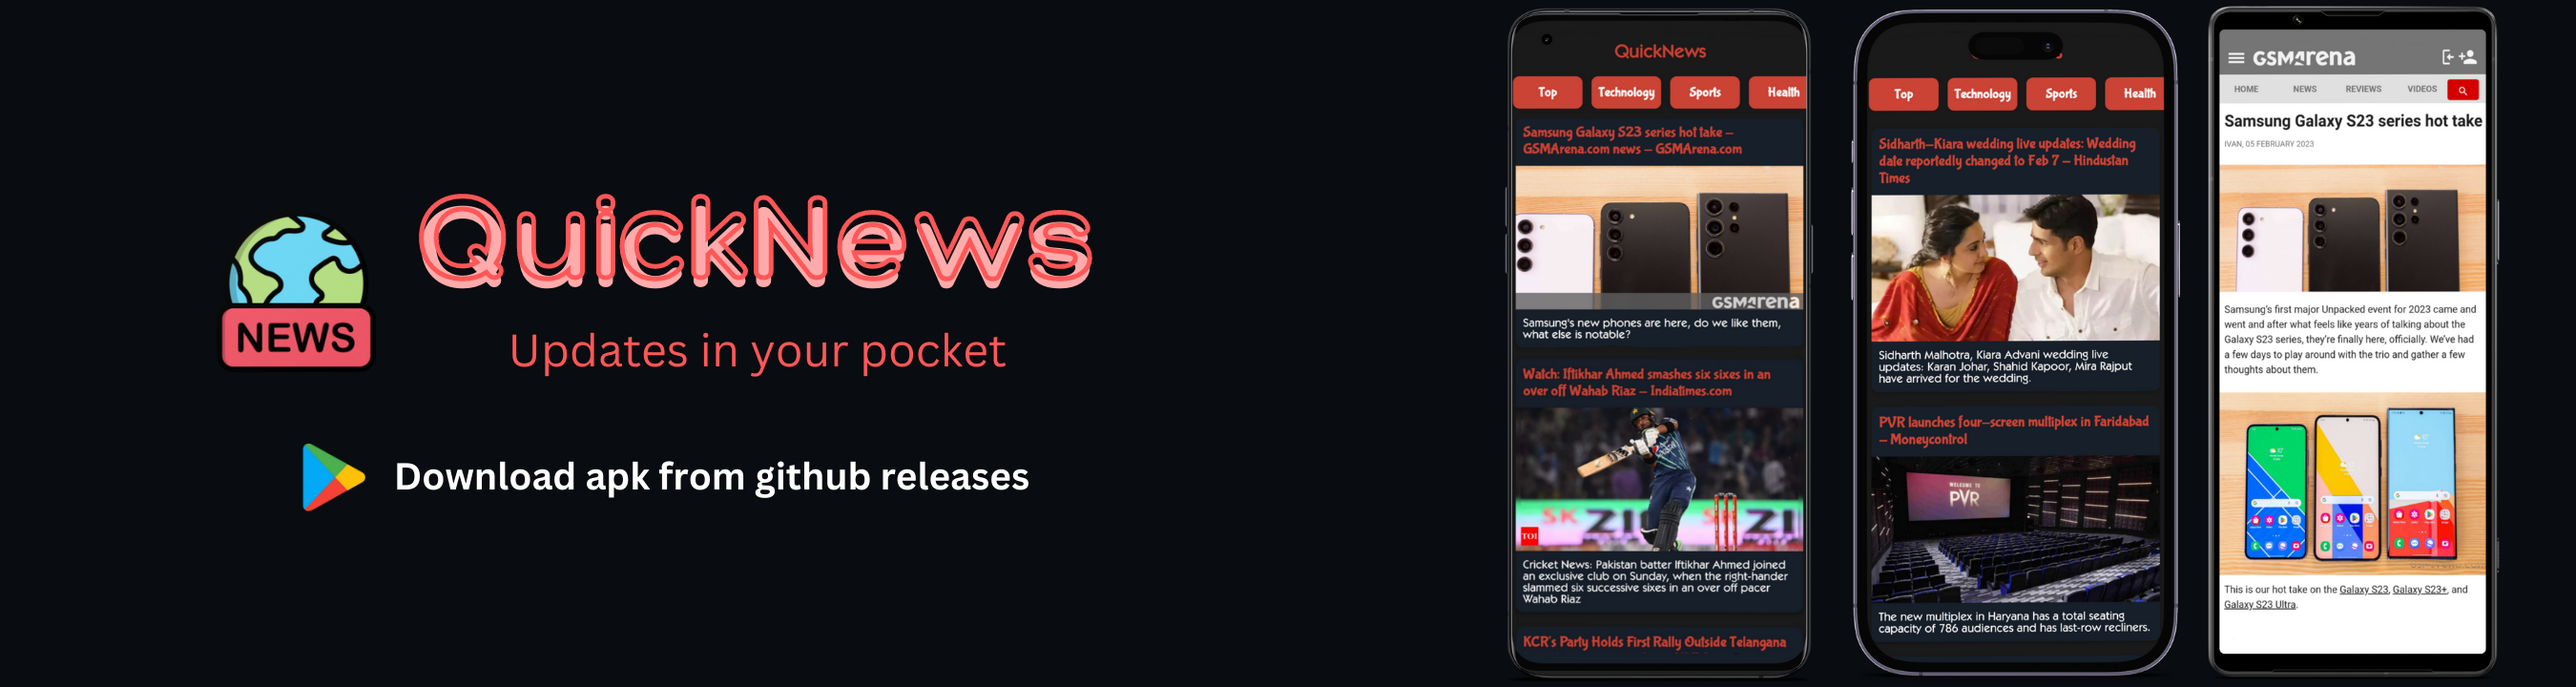 NEWS
QuickNews
Updates in your pocket
Download apk from github releases
QuickNews
Top
Technology
Sports
Health
Samsung Galaxy S23 series hot take –
GSMArena.com news – GSMArena.com
GSMArena
Samsung's new phones are here, do we like them,
what else is notable?
Watch: Iftikhar Ahmed smashes six sixes in an
over off Wahab Riaz – Indiatimes.com
TOI
Cricket News: Pakistan batter Iftikhar Ahmed joined
an exclusive club on Sunday, when the right-hander
slammed six successive sixes in an over off pacer
Wahab Riaz
KCR's Party Holds First Rally Outside Telangana
Top
Technology
Sports
Health
Sidharth–Kiara wedding live updates: Wedding
date reportedly changed to Feb 7 – Hindustan
Times
Sidharth Malhotra, Kiara Advani wedding live
updates: Karan Johar, Shahid Kapoor, Mira Rajput
have arrived for the wedding.
PVR launches four–screen multiplex in Faridabad
– Moneycontrol
WELCOME TO
PVR
The new multiplex in Haryana has a total seating
capacity of 786 audiences and has last-row recliners.
GSMArena
HOME
NEWS
REVIEWS
VIDEOS
Samsung Galaxy S23 series hot take
IVAN, 05 FEBRUARY 2023
Samsung's first major Unpacked event for 2023 came and
went and after what feels like years of talking about the
Galaxy S23 series, they're finally here, officially. We've had
a few days to play around with the trio and gather a few
thoughts about them.
This is our hot take on the Galaxy S23, Galaxy S23+, and
Galaxy S23 Ultra.